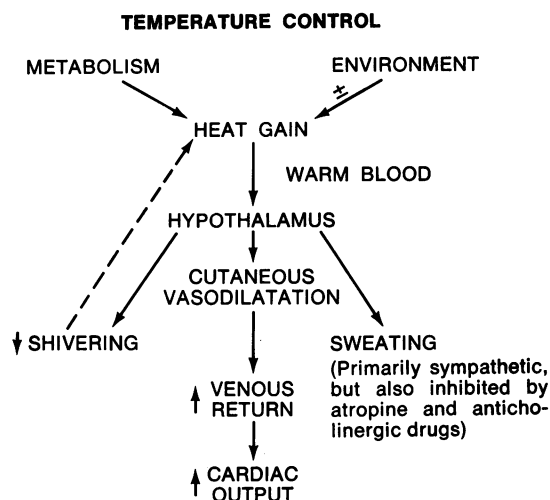 TEMPERATURE CONTROL
METABOLISM
ENVIRONMENT
±
HEAT GAIN
WARM BLOOD
HYPOTHALAMUS
CUTANEOUS
VASODILATATION
↓ SHIVERING
SWEATING
(Primarily sympathetic,
but also inhibited by
atropine and anticho-
linergic drugs)
↑ VENOUS
RETURN
↑ CARDIAC
OUTPUT